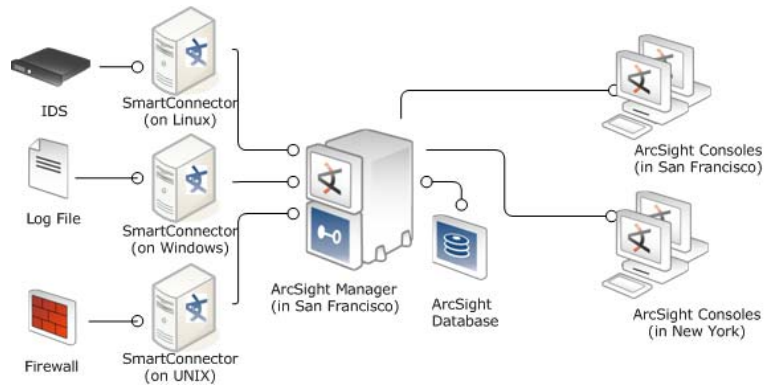 IDS
SmartConnector
(on Linux)
Log File
SmartConnector
(on Windows)
Firewall
SmartConnector
(on UNIX)
ArcSight Manager
(in San Francisco)
ArcSight
Database
ArcSight Consoles
(in San Francisco)
ArcSight Consoles
(in New York)